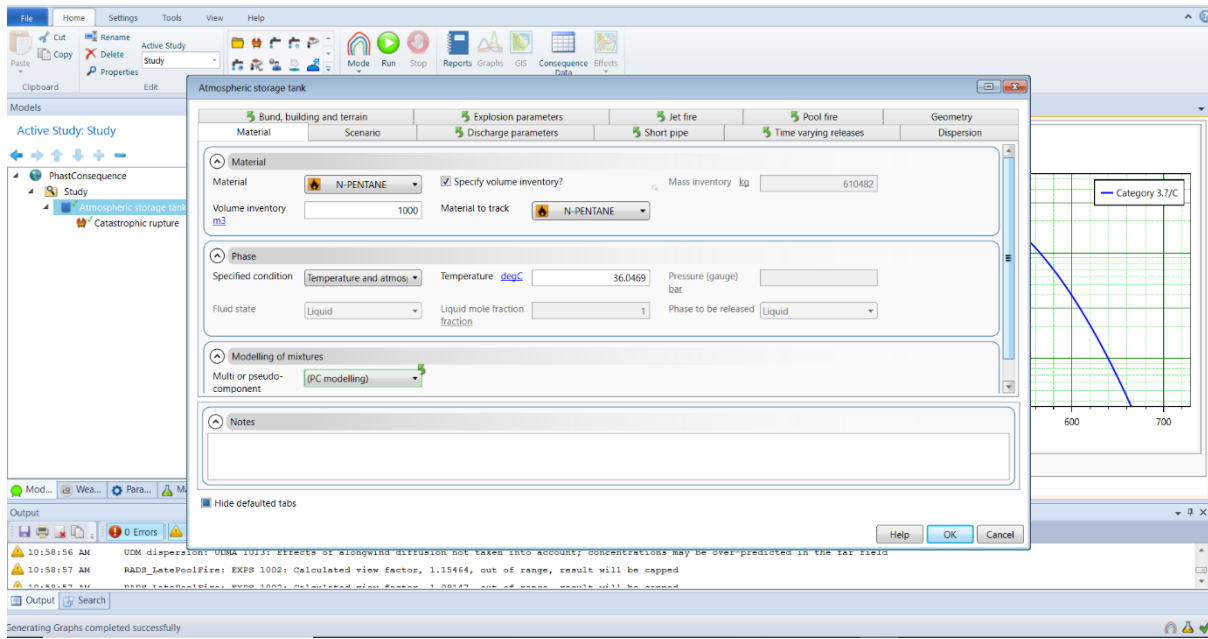 File Home Settings Tools View Help
Cut Rename
Copy Delete Active Study
Paste Properties Study
Mode Run Stop Reports Graphs GIS Consequence Data Effects
Clipboard Edit
Atmospheric storage tank
Models
Active Study: Study
PhastConsequence
Study
Atmospheric storage tank
Catastrophic rupture
Bund, building and terrain Explosion parameters Jet fire Pool fire Geometry
Material Scenario Discharge parameters Short pipe Time varying releases Dispersion
Material
Material N-PENTANE Specify volume inventory? Mass inventory kg 610482
Volume inventory m3 1000 Material to track N-PENTANE
Phase
Specified condition Temperature and atmos Temperature degC 36.0469 Pressure (gauge) bar
Fluid state Liquid Liquid mole fraction fraction 1 Phase to be released Liquid
Modelling of mixtures
Multi or pseudo-component (PC modelling)
Notes
Hide defaulted tabs
Help OK Cancel
Category 3.7/C
600 700
Mod... Wea... Para...
Output
0 Errors
10:58:56 AM UDM dispersion: UDMA 1013: Effects of alongwind diffusion not taken into account; concentrations may be over-predicted in the far field
10:58:57 AM RADS_LatePoolFire: EXPS 1002: Calculated view factor, 1.15464, out of range, result will be capped
Output Search
Generating Graphs completed successfully